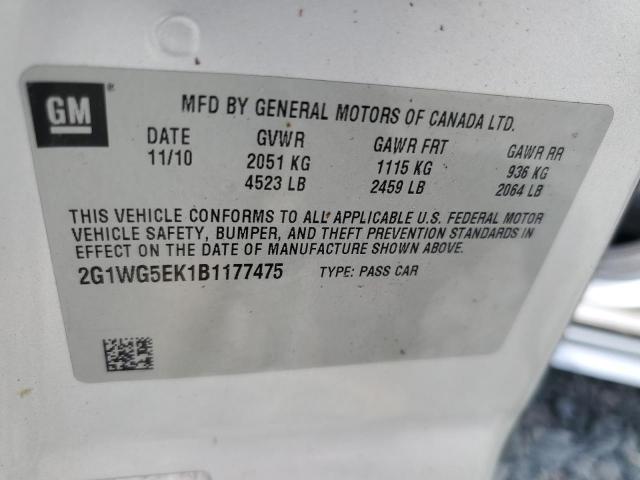 GM
MFD BY GENERAL MOTORS OF CANADA LTD.
DATE GVWR GAWR FRT GAWR RR
11/10 2051 KG 1115 KG 936 KG
4523 LB 2459 LB 2064 LB
THIS VEHICLE CONFORMS TO ALL APPLICABLE U.S. FEDERAL MOTOR
VEHICLE SAFETY, BUMPER, AND THEFT PREVENTION STANDARDS IN
EFFECT ON THE DATE OF MANUFACTURE SHOWN ABOVE.
2G1WG5EK1B1177475 TYPE: PASS CAR